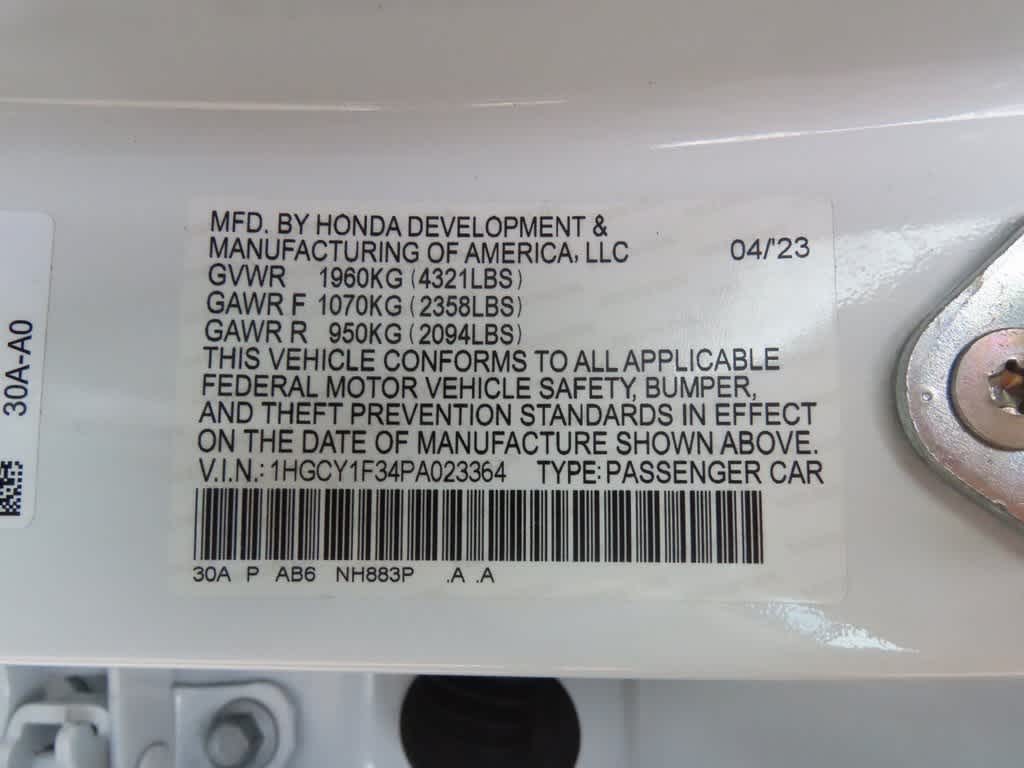 MFD. BY HONDA DEVELOPMENT &
MANUFACTURING OF AMERICA, LLC 04/'23
GVWR 1960KG (4321LBS)
GAWR F 1070KG (2358LBS)
GAWR R 950KG (2094LBS)
THIS VEHICLE CONFORMS TO ALL APPLICABLE
FEDERAL MOTOR VEHICLE SAFETY, BUMPER,
AND THEFT PREVENTION STANDARDS IN EFFECT
ON THE DATE OF MANUFACTURE SHOWN ABOVE.
V.I.N.: 1HGCY1F34PA023364 TYPE: PASSENGER CAR
30A P AB6 NH883P .A .A
30A-A0